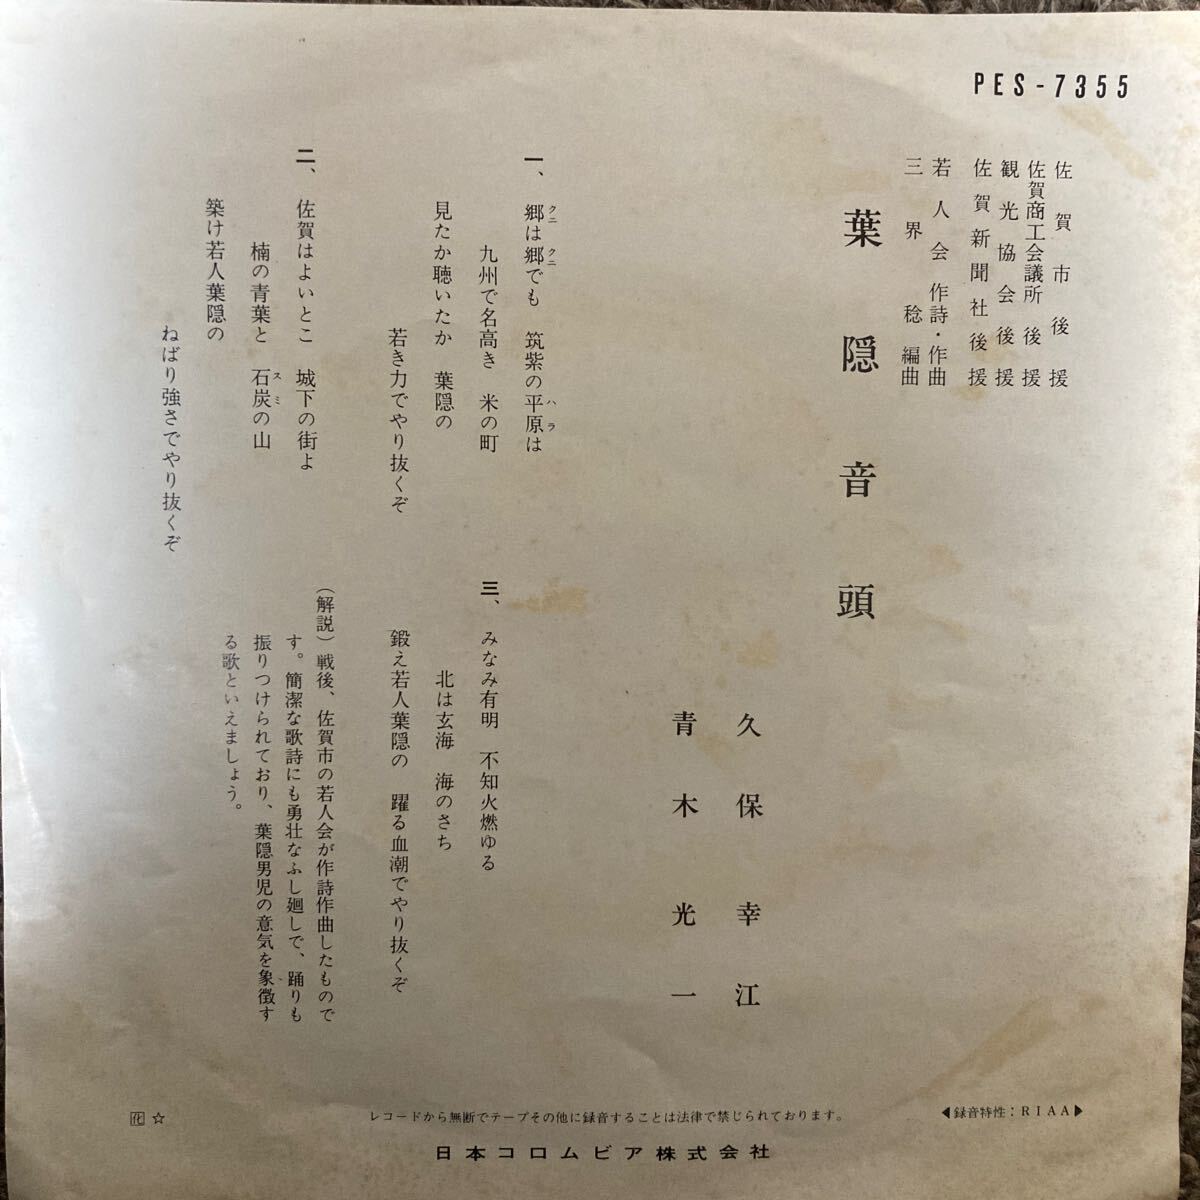 PES-7355
佐賀市後援
佐賀商工会議所後援
観光協会後援
佐賀新聞社後援
若人会作詩・作曲
三界稔編曲
葉隠音頭
久保幸江
青木光一
一、郷は郷でも 筑紫の平原は
クニ クニ ハラ
九州で名高き 米の町
見たか聴いたか 葉隠の
若き力でやり抜くぞ
二、佐賀はよいとこ 城下の街よ
楠の青葉と 石炭の山
スミ
築け若人葉隠の
ねばり強さでやり抜くぞ
三、みなみ有明 不知火燃ゆる
北は玄海 海のさち
鍛え若人葉隠の 躍る血潮でやり抜くぞ
(解説)戦後、佐賀市の若人会が作詩作曲したもので
す。簡潔な歌詩にも勇壮なふし廻しで、踊りも
振りつけられており、葉隠男児の意気を象徴す
る歌といえましょう。
◀録音特性:RIAA▶
レコードから無断でテープその他に録音することは法律で禁じられております。
化 ☆
日本コロムビア株式会社